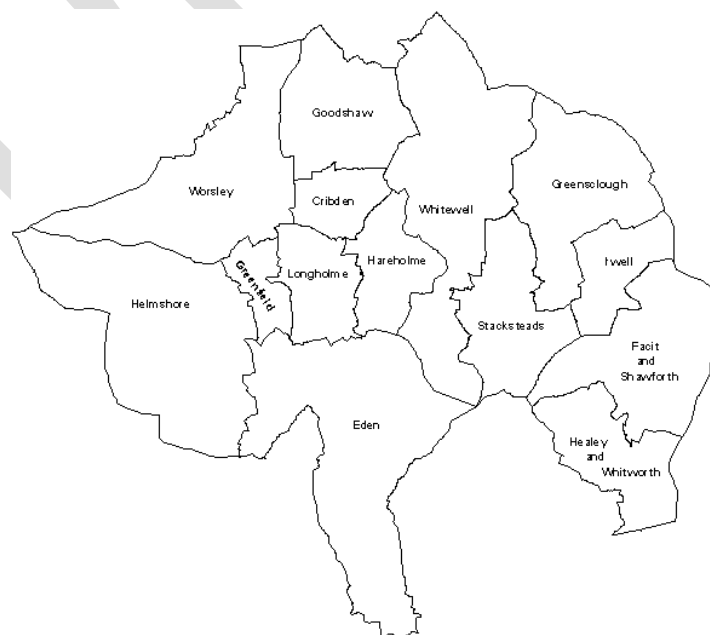 Goodshaw
Worsley
Cribden
Whitewell
Greensclough
Hareholme
Irwell
Longholme
Greenfield
Helmshore
Stacksteads
Facit
and
Shawforth
Eden
Healey
and
Whitworth